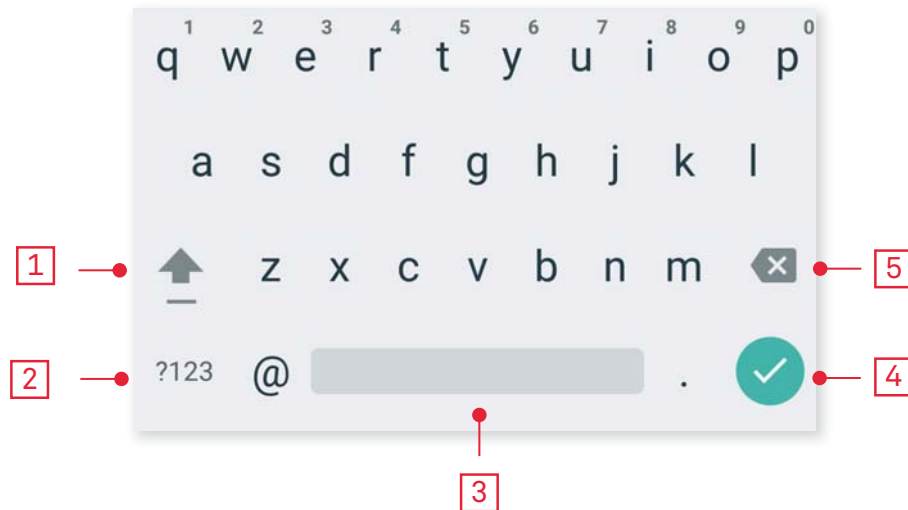 1 2 3 4 5 6 7 8 9 0
q w e r t y u i o p
a s d f g h j k l
1 z x c v b n m 5
2 ?123 @ . 4
3